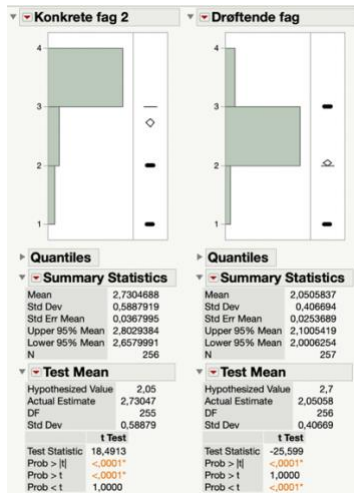 Konkrete fag 2
4
3
2
1
Quantiles
Summary Statistics
Mean 2,7304688
Std Dev 0,5887919
Std Err Mean 0,0367995
Upper 95% Mean 2,8029384
Lower 95% Mean 2,6579991
N 256
Test Mean
Hypothesized Value 2,05
Actual Estimate 2,73047
DF 255
Std Dev 0,58879
t Test
Test Statistic 18,4913
Prob > |t| <,0001*
Prob > t <,0001*
Prob < t 1,0000
Drøftende fag
4
3
2
1
Quantiles
Summary Statistics
Mean 2,0505837
Std Dev 0,406694
Std Err Mean 0,0253689
Upper 95% Mean 2,1005419
Lower 95% Mean 2,0006254
N 257
Test Mean
Hypothesized Value 2,7
Actual Estimate 2,05058
DF 256
Std Dev 0,40669
t Test
Test Statistic -25,599
Prob > |t| <,0001*
Prob > t 1,0000
Prob < t <,0001*